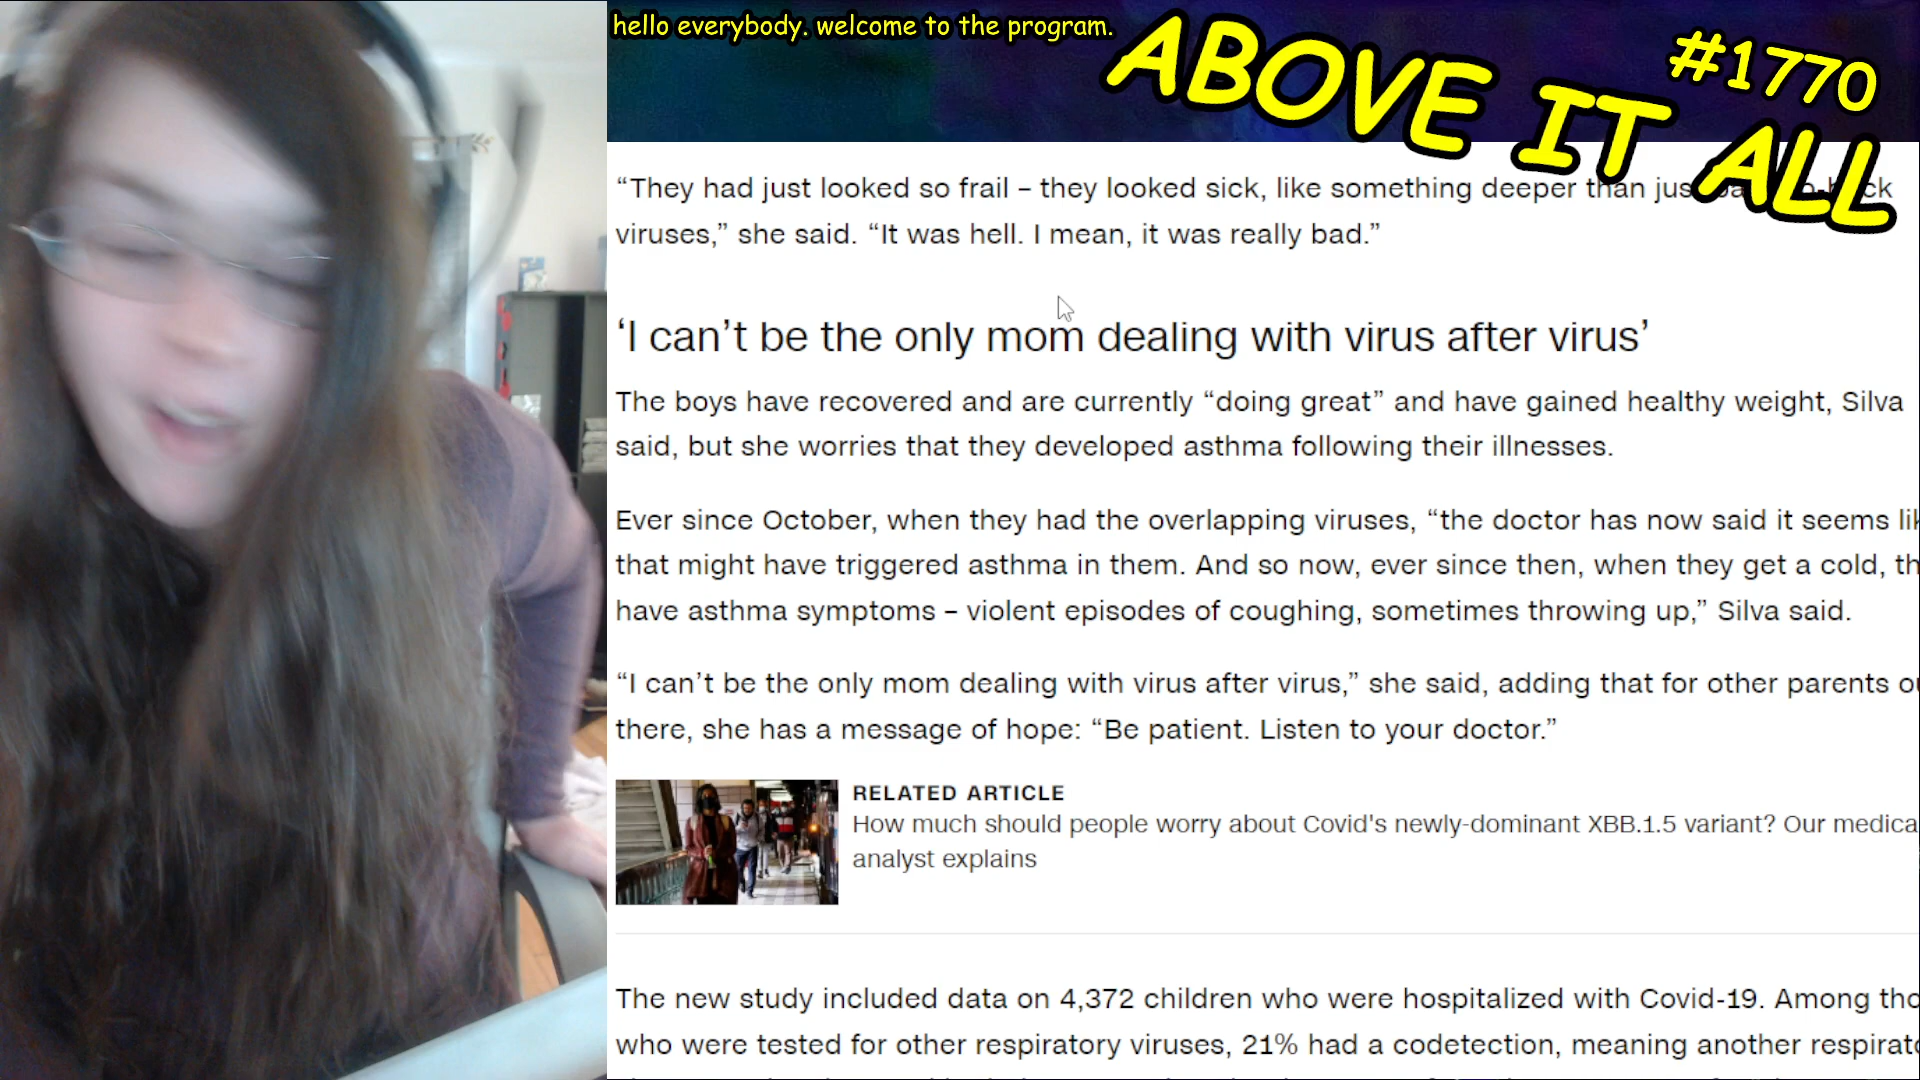 hello everybody. welcome to the program.
#1770
ABOVE IT ALL
“They had just looked so frail – they looked sick, like something deeper than
viruses,” she said. “It was hell. I mean, it was really bad.”
‘I can’t be the only mom dealing with virus after virus’
The boys have recovered and are currently “doing great” and have gained healthy weight, Silva
said, but she worries that they developed asthma following their illnesses.
Ever since October, when they had the overlapping viruses, “the doctor has now said it seems
that might have triggered asthma in them. And so now, ever since then, when they get a cold,
have asthma symptoms – violent episodes of coughing, sometimes throwing up,” Silva said.
“I can’t be the only mom dealing with virus after virus,” she said, adding that for other parents
there, she has a message of hope: “Be patient. Listen to your doctor.”
RELATED ARTICLE
How much should people worry about Covid's newly-dominant XBB.1.5 variant? Our
analyst explains
The new study included data on 4,372 children who were hospitalized with Covid-19. Among
who were tested for other respiratory viruses, 21% had a codetection, meaning another